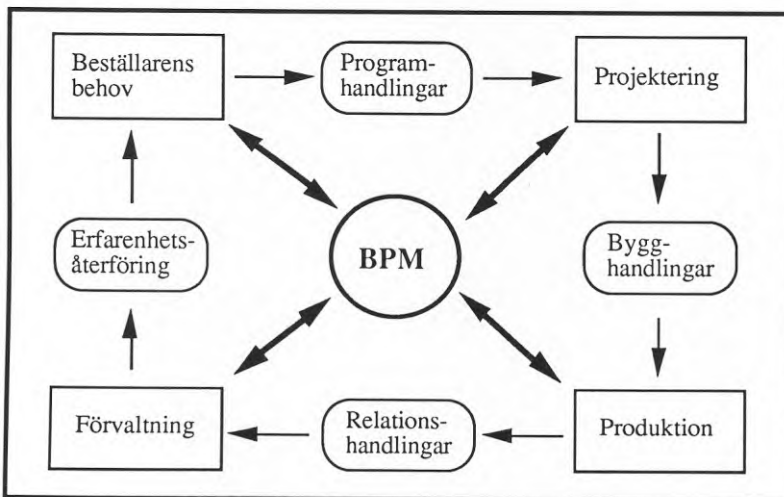 Beställarens
behov
Program-
handlingar
Projektering
Erfarenhets-
återföring
BPM
Bygg-
handlingar
Förvaltning
Relations-
handlingar
Produktion